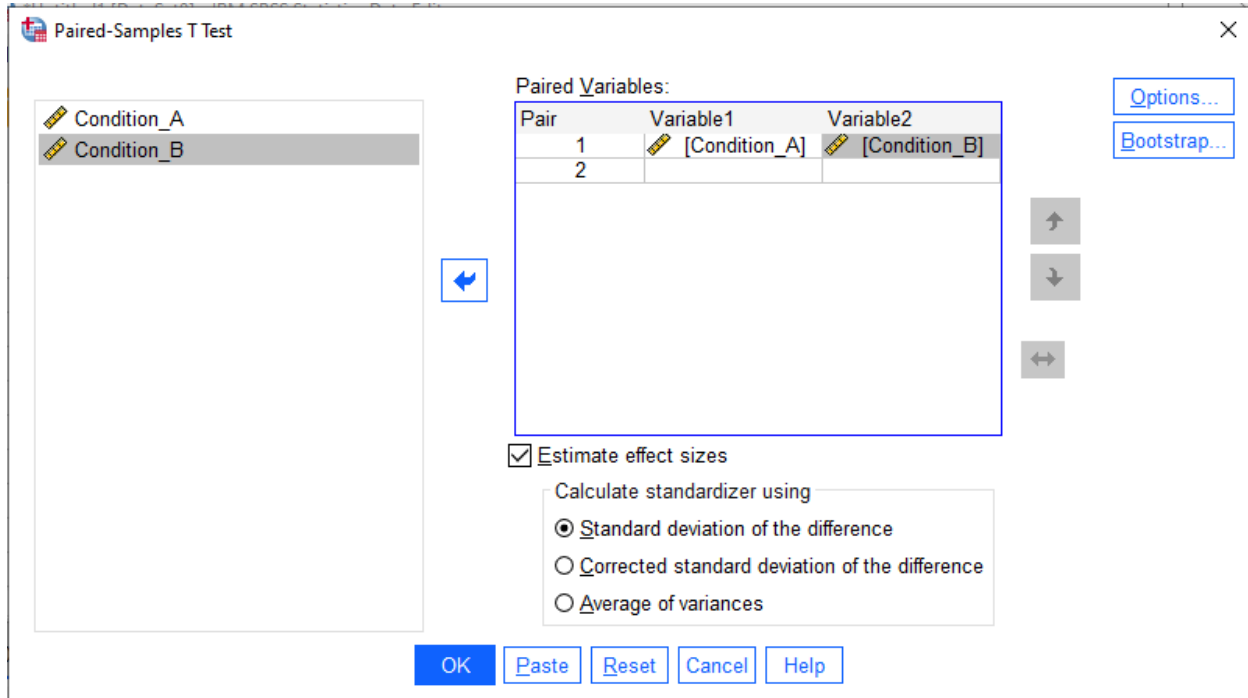 Paired-Samples T Test
Paired Variables:
Condition_A
Condition_B
Pair Variable1 Variable2
1 [Condition_A] [Condition_B]
2
Options...
Bootstrap...
Estimate effect sizes
Calculate standardizer using
Standard deviation of the difference
Corrected standard deviation of the difference
Average of variances
OK Paste Reset Cancel Help